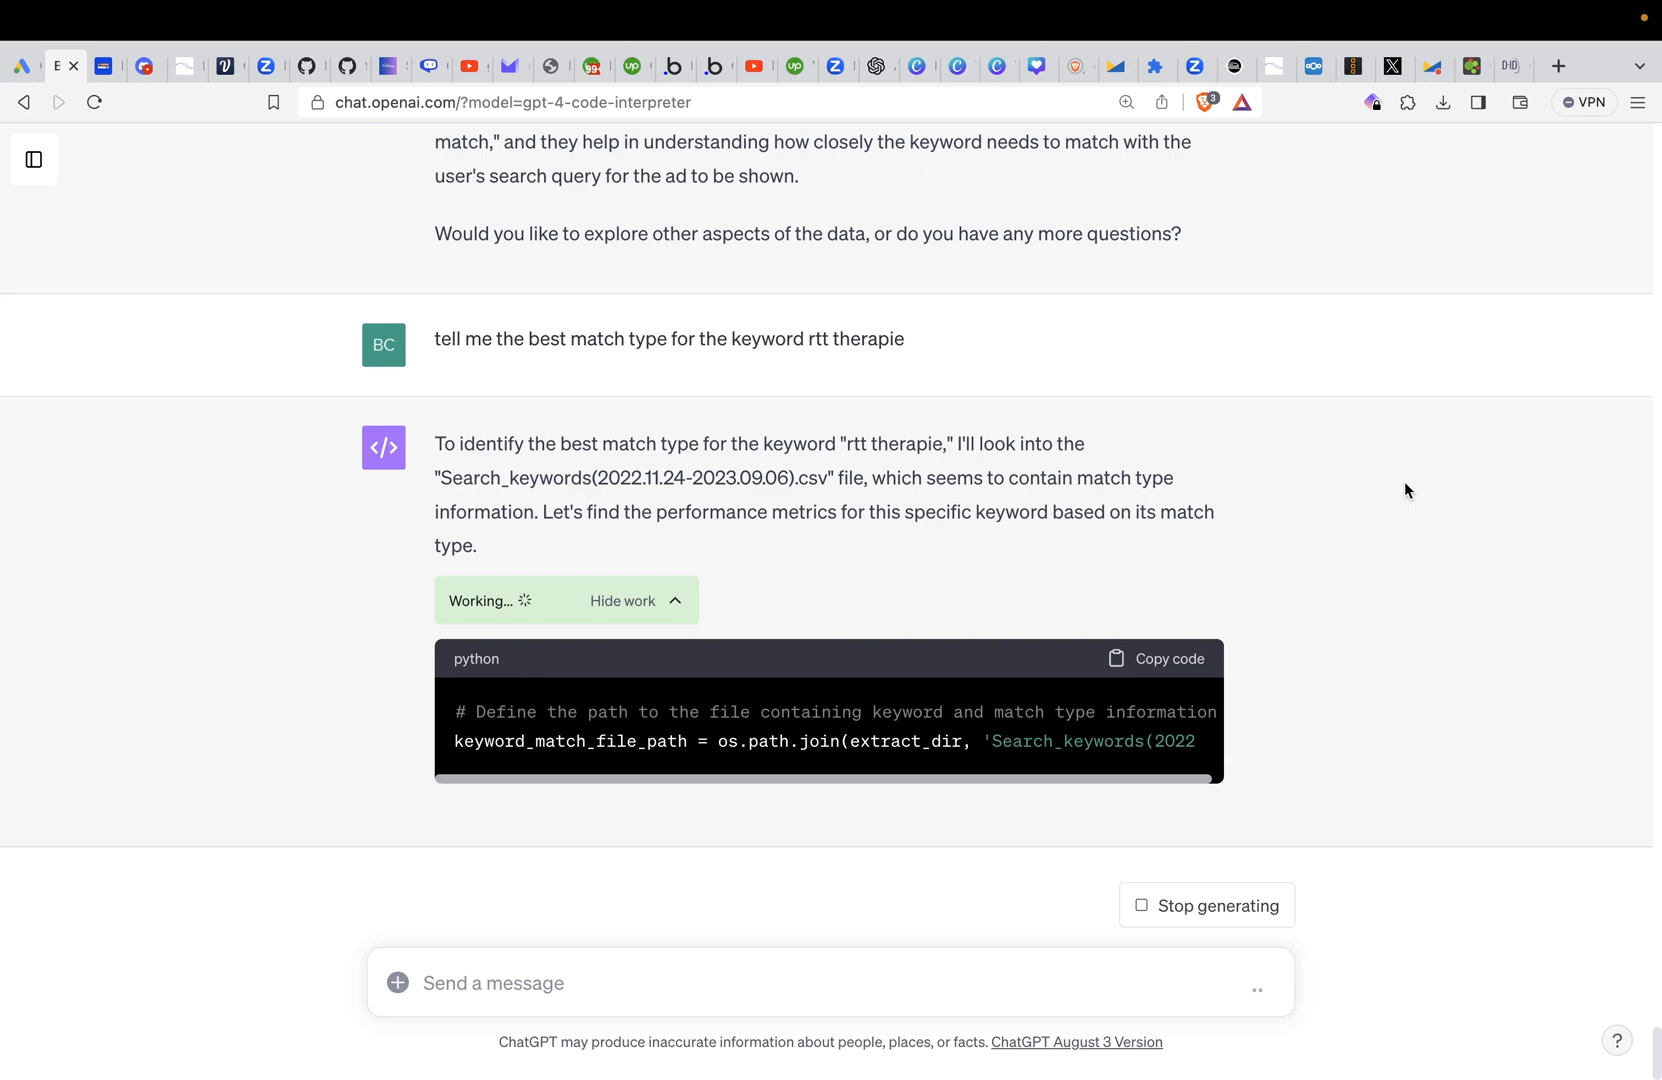 chat.openai.com/?model=gpt-4-code-interpreter
3
VPN
match," and they help in understanding how closely the keyword needs to match with the
user's search query for the ad to be shown.
Would you like to explore other aspects of the data, or do you have any more questions?
BC
tell me the best match type for the keyword rtt therapie
To identify the best match type for the keyword "rtt therapie," I'll look into the
"Search_keywords(2022.11.24-2023.09.06).csv" file, which seems to contain match type
information. Let's find the performance metrics for this specific keyword based on its match
type.
Working...
Hide work
python
Copy code
# Define the path to the file containing keyword and match type information
keyword_match_file_path = os.path.join(extract_dir, 'Search_keywords(2022
Stop generating
Send a message
ChatGPT may produce inaccurate information about people, places, or facts. ChatGPT August 3 Version
?